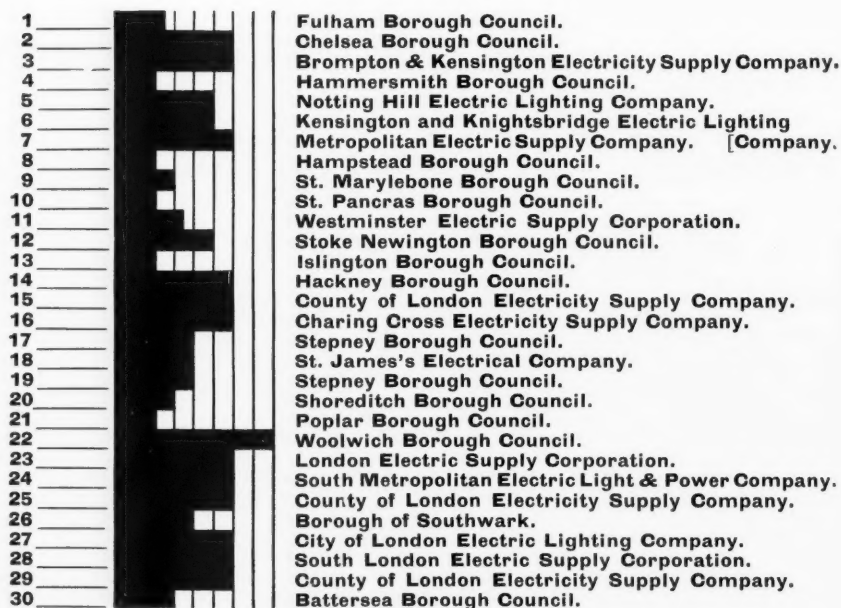 1 Fulham Borough Council.
2 Chelsea Borough Council.
3 Brompton & Kensington Electricity Supply Company.
4 Hammersmith Borough Council.
5 Notting Hill Electric Lighting Company.
6 Kensington and Knightsbridge Electric Lighting
7 Metropolitan Electric Supply Company. [Company.
8 Hampstead Borough Council.
9 St. Marylebone Borough Council.
10 St. Pancras Borough Council.
11 Westminster Electric Supply Corporation.
12 Stoke Newington Borough Council.
13 Islington Borough Council.
14 Hackney Borough Council.
15 County of London Electricity Supply Company.
16 Charing Cross Electricity Supply Company.
17 Stepney Borough Council.
18 St. James's Electrical Company.
19 Stepney Borough Council.
20 Shoreditch Borough Council.
21 Poplar Borough Council.
22 Woolwich Borough Council.
23 London Electric Supply Corporation.
24 South Metropolitan Electric Light & Power Company.
25 County of London Electricity Supply Company.
26 Borough of Southwark.
27 City of London Electric Lighting Company.
28 South London Electric Supply Corporation.
29 County of London Electricity Supply Company.
30 Battersea Borough Council.